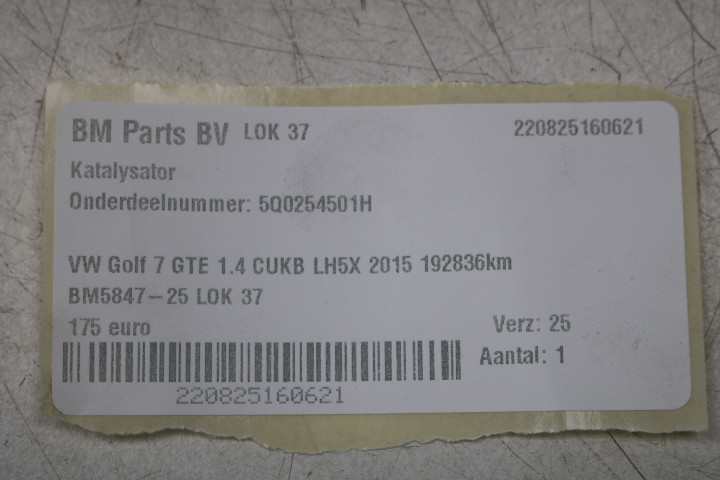 BM Parts BV LOK 37 220825160621
Katalysator
Onderdeelnummer: 5Q0254501H
VW Golf 7 GTE 1.4 CUKB LH5X 2015 192836km
BM5847-25 LOK 37
175 euro Verz: 25
Aantal: 1
220825160621